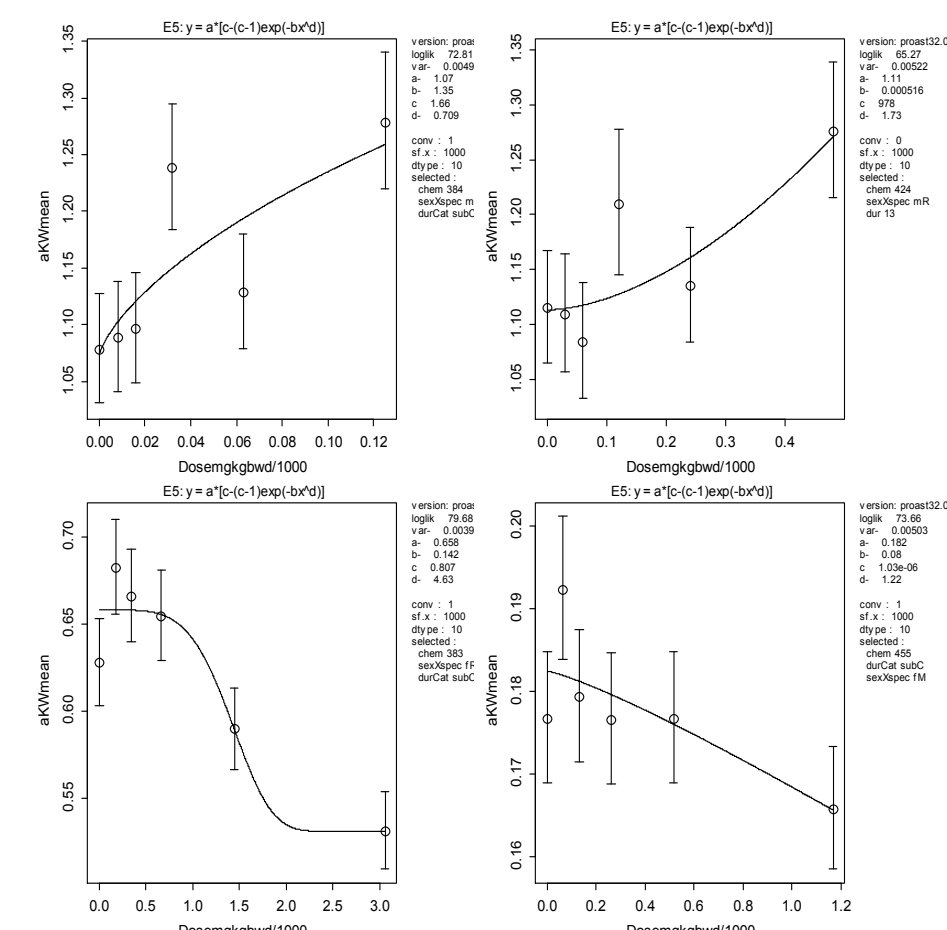 E5: y = a*[c-(c-1)exp(-bx^d)]
aKWmean
1.05 1.10 1.15 1.20 1.25 1.30 1.35
0.00 0.02 0.04 0.06 0.08 0.10 0.12
Dosemgkgbwd/1000
version: proas
loglik 72.81
var- 0.0049
a- 1.07
b- 1.35
c 1.66
d- 0.709
conv : 1
sf.x : 1000
dtype : 10
selected :
chem 384
sexXspec m
durCat subC
E5: y = a*[c-(c-1)exp(-bx^d)]
aKWmean
1.05 1.10 1.15 1.20 1.25 1.30 1.35
0.0 0.1 0.2 0.3 0.4
Dosemgkgbwd/1000
version: proast32.0
loglik 65.27
var- 0.00522
a- 1.11
b- 0.000516
c 978
d- 1.73
conv : 0
sf.x : 1000
dtype : 10
selected :
chem 424
sexXspec mR
dur 13
E5: y = a*[c-(c-1)exp(-bx^d)]
aKWmean
0.55 0.60 0.65 0.70
0.0 0.5 1.0 1.5 2.0 2.5 3.0
Dosemgkgbwd/1000
version: proas
loglik 79.68
var- 0.0039
a- 0.658
b- 0.142
c 0.807
d- 4.63
conv : 1
sf.x : 1000
dtype : 10
selected :
chem 383
sexXspec fR
durCat subC
E5: y = a*[c-(c-1)exp(-bx^d)]
aKWmean
0.16 0.17 0.18 0.19 0.20
0.0 0.2 0.4 0.6 0.8 1.0 1.2
Dosemgkgbwd/1000
version: proast32.0
loglik 73.66
var- 0.00503
a- 0.182
b- 0.08
c 1.03e-06
d- 1.22
conv : 1
sf.x : 1000
dtype : 10
selected :
chem 455
durCat subC
sexXspec fM